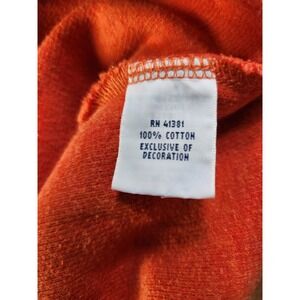 RN 41381
100% COTTON
EXCLUSIVE OF
DECORATION